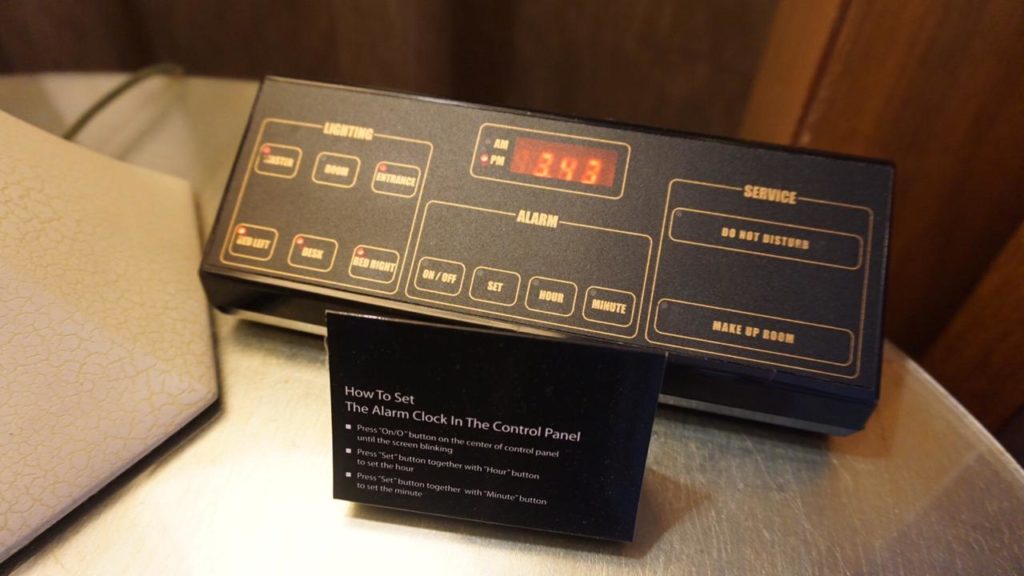 LIGHTING
MASTER
ROOM
ENTRANCE
BED LEFT
DESK
BED RIGHT
AM
PM
3:43
ALARM
ON / OFF
SET
HOUR
MINUTE
SERVICE
DO NOT DISTURB
MAKE UP ROOM
How To Set
The Alarm Clock In The Control Panel
■ Press "On/O" button on the center of control panel
until the screen blinking
■ Press "Set" button together with "Hour" button
to set the hour
■ Press "Set" button together with "Minute" button
to set the minute